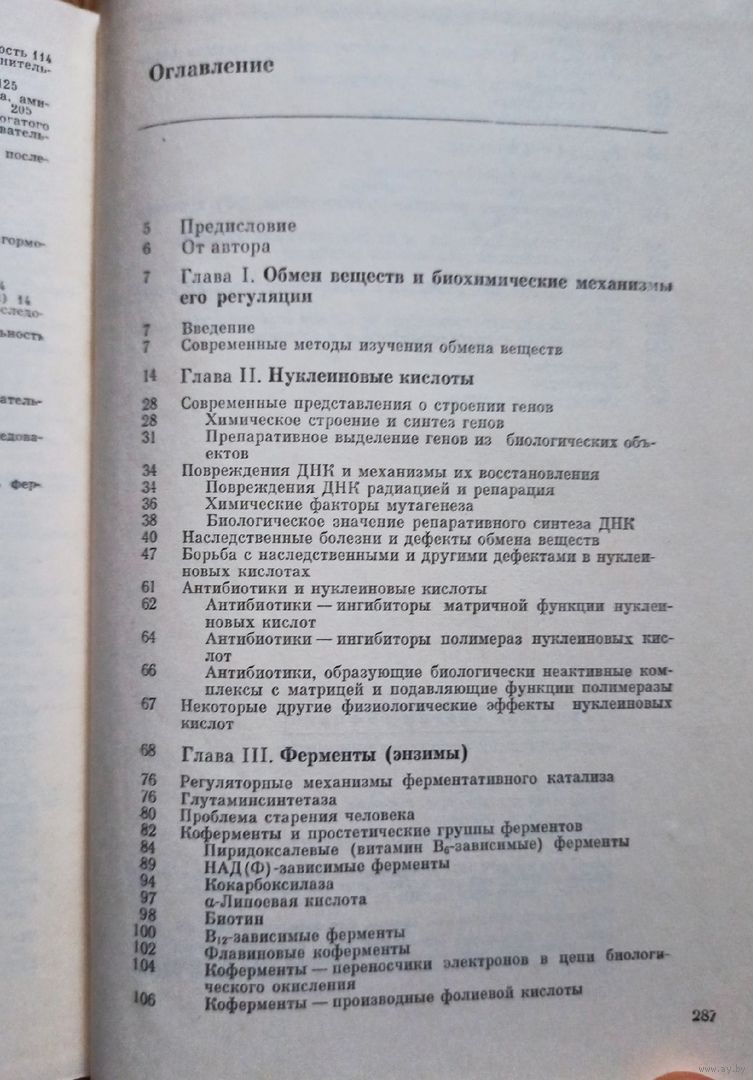 114
125
205
после-
14
Оглавление
5 Предисловие
6 От автора
7 Глава I. Обмен веществ и биохимические механизмы
его регуляции
7 Введение
7 Современные методы изучения обмена веществ
14 Глава II. Нуклеиновые кислоты
28 Современные представления о строении генов
28 Химическое строение и синтез генов
31 Препаративное выделение генов из биологических объ-
ектов
34 Повреждения ДНК и механизмы их восстановления
34 Повреждения ДНК радиацией и репарация
36 Химические факторы мутагенеза
38 Биологическое значение репаративного синтеза ДНК
40 Наследственные болезни и дефекты обмена веществ
47 Борьба с наследственными и другими дефектами в нуклеи-
новых кислотах
61 Антибиотики и нуклеиновые кислоты
62 Антибиотики — ингибиторы матричной функции нуклеи-
новых кислот
64 Антибиотики — ингибиторы полимераз нуклеиновых кис-
лот
66 Антибиотики, образующие биологически неактивные ком-
плексы с матрицей и подавляющие функции полимеразы
67 Некоторые другие физиологические эффекты нуклеиновых
кислот
68 Глава III. Ферменты (энзимы)
76 Регуляторные механизмы ферментативного катализа
76 Глутаминсинтетаза
80 Проблема старения человека
82 Коферменты и простетические группы ферментов
84 Пиридоксалевые (витамин B₆-зависимые) ферменты
89 НАД(Ф)-зависимые ферменты
94 Кокарбоксилаза
97 α-Липоевая кислота
98 Биотин
100 B₁₂-зависимые ферменты
102 Флавиновые коферменты
104 Коферменты — переносчики электронов в цепи биологи-
ческого окисления
106 Коферменты — производные фолиевой кислоты
287
www.ay.by